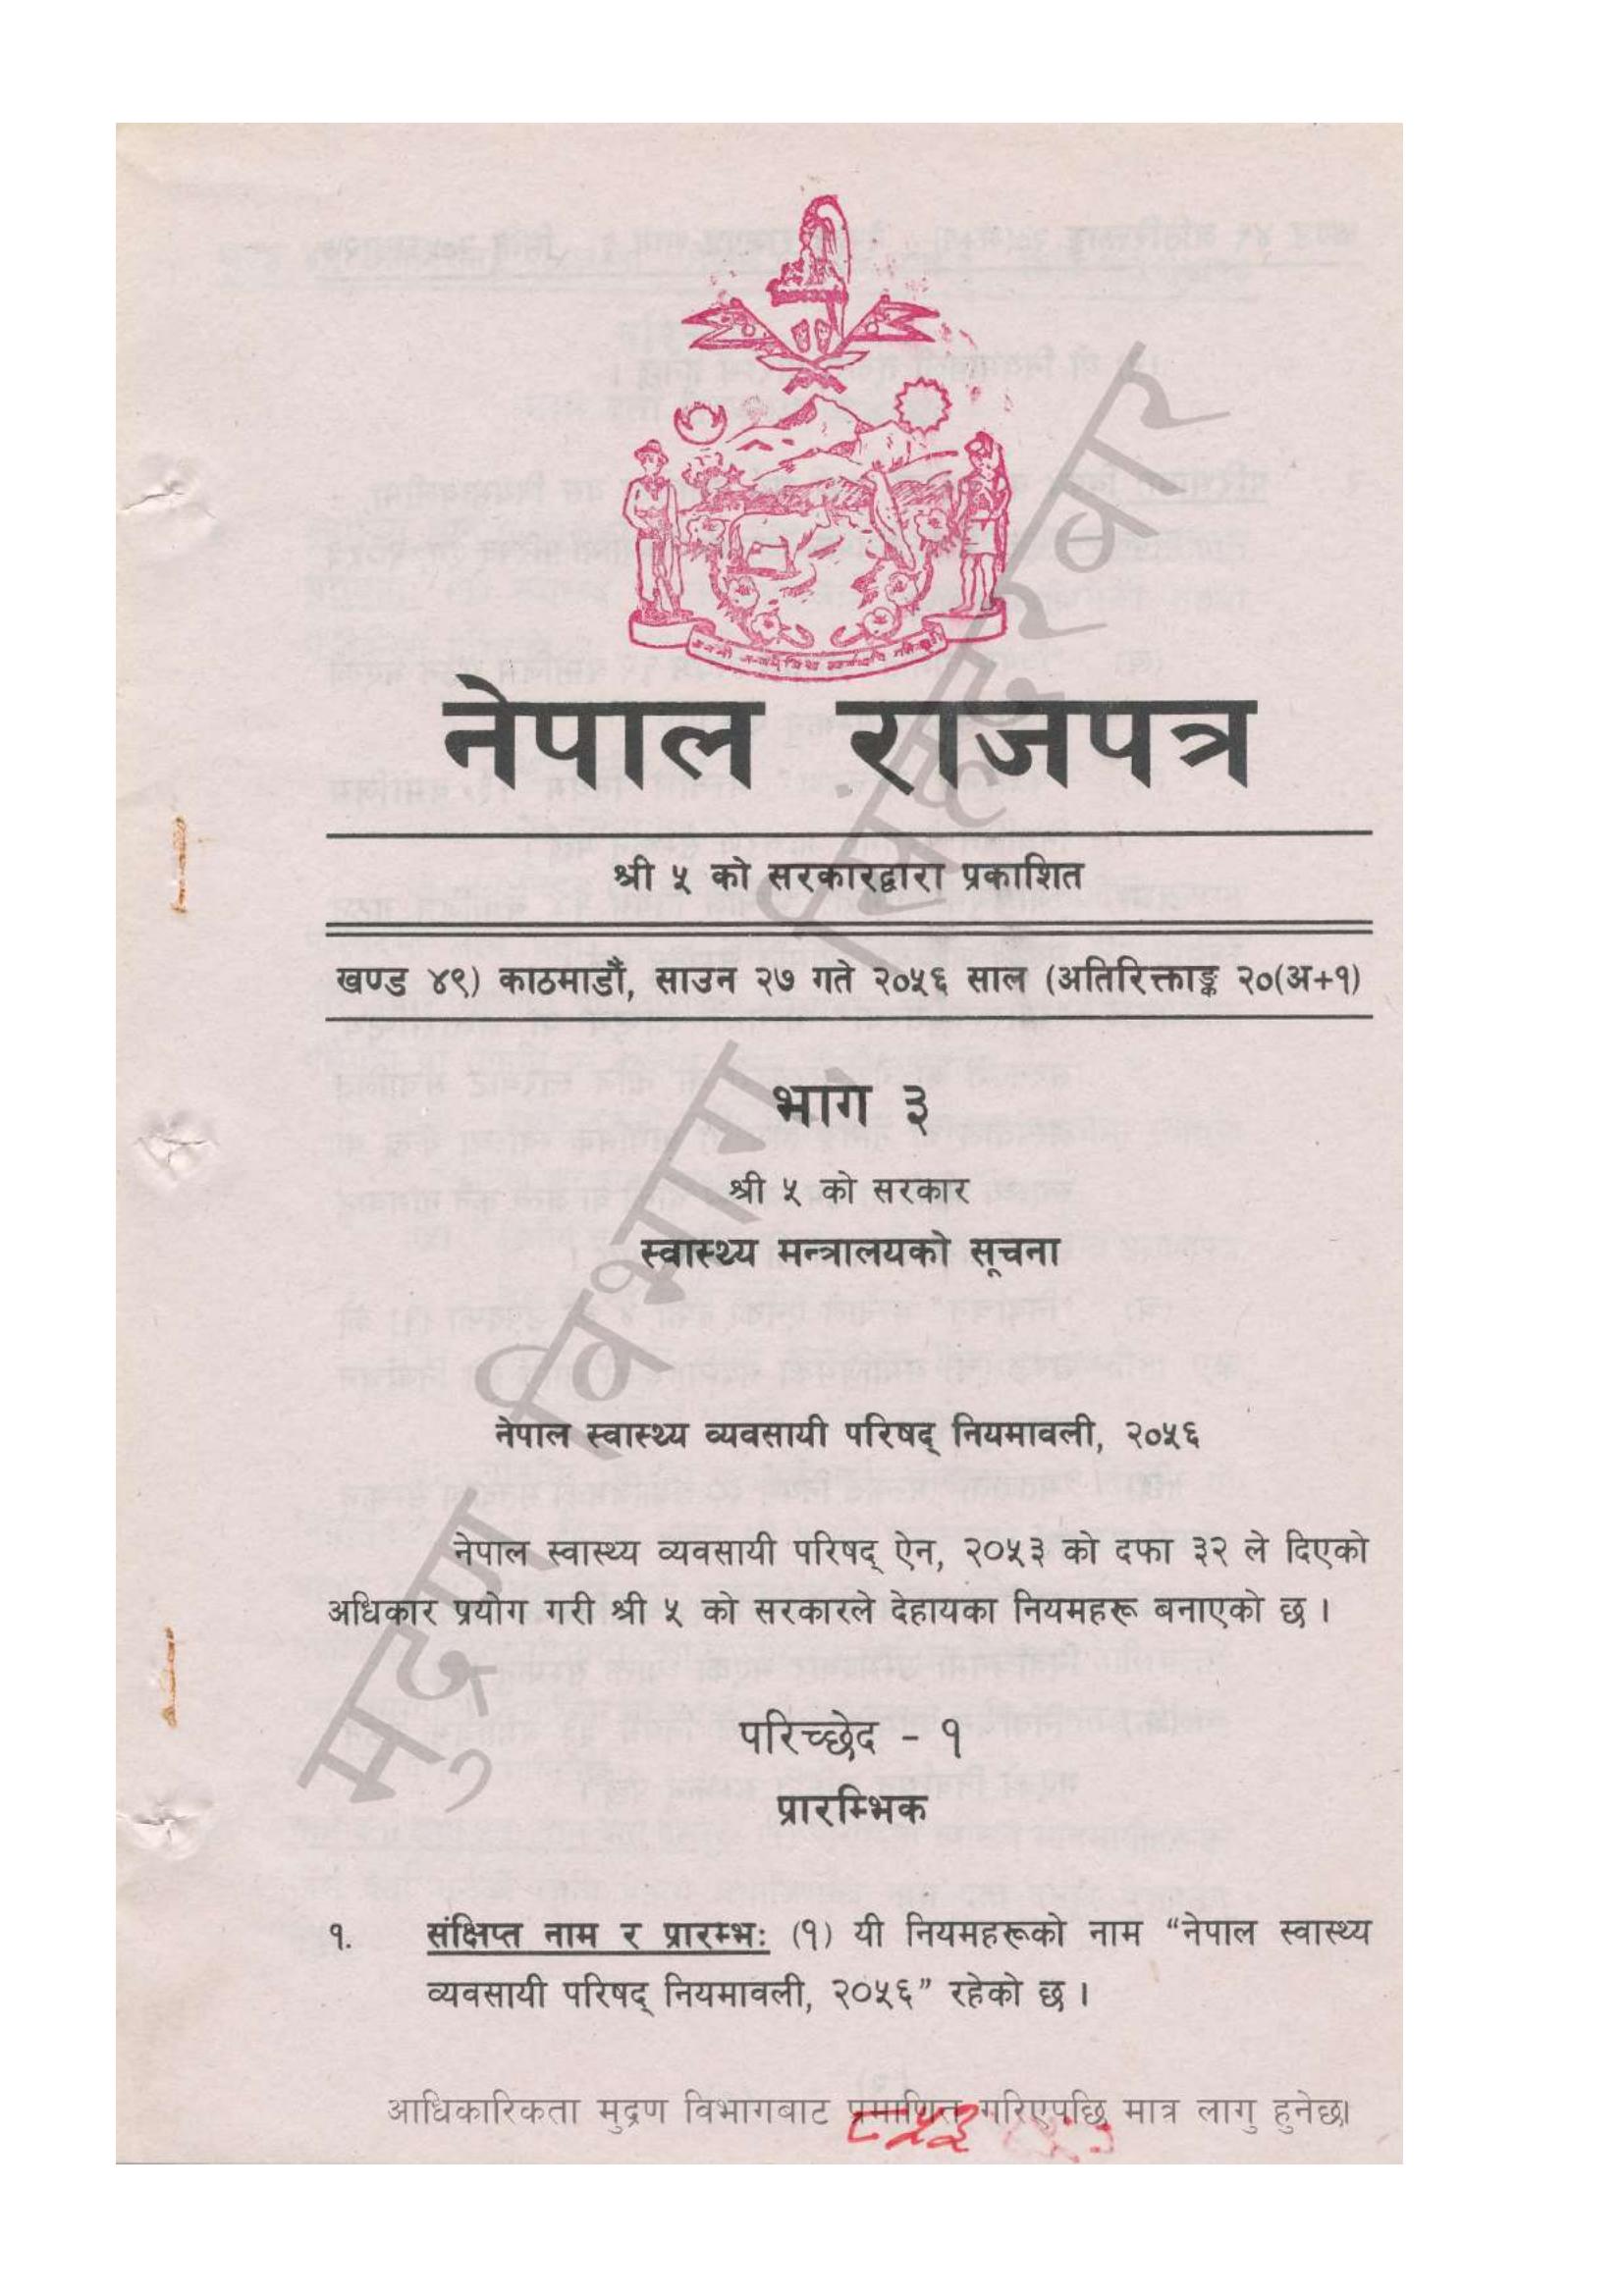 नेपाल राजपत्र
श्री ५ को सरकारद्वारा प्रकाशित
खण्ड ४९) काठमाडौं, साउन २७ गते २०५६ साल (अतिरिक्ताङ्क २०(अ+१)
भाग ३
श्री ५ को सरकार
स्वास्थ्य मन्त्रालयको सूचना
नेपाल स्वास्थ्य व्यवसायी परिषद् नियमावली, २०५६
नेपाल स्वास्थ्य व्यवसायी परिषद् ऐन, २०५३ को दफा ३२ ले दिएको
अधिकार प्रयोग गरी श्री ५ को सरकारले देहायका नियमहरू बनाएको छ ।
परिच्छेद - १
प्रारम्भिक
१. संक्षिप्त नाम र प्रारम्भः (१) यी नियमहरूको नाम “नेपाल स्वास्थ्य
व्यवसायी परिषद् नियमावली, २०५६” रहेको छ ।
आधिकारिकता मुद्रण विभागबाट प्रमाणित गरिएपछि मात्र लागु हुनेछ।
८५३
मुद्रण विभाग, सिंहदरवार